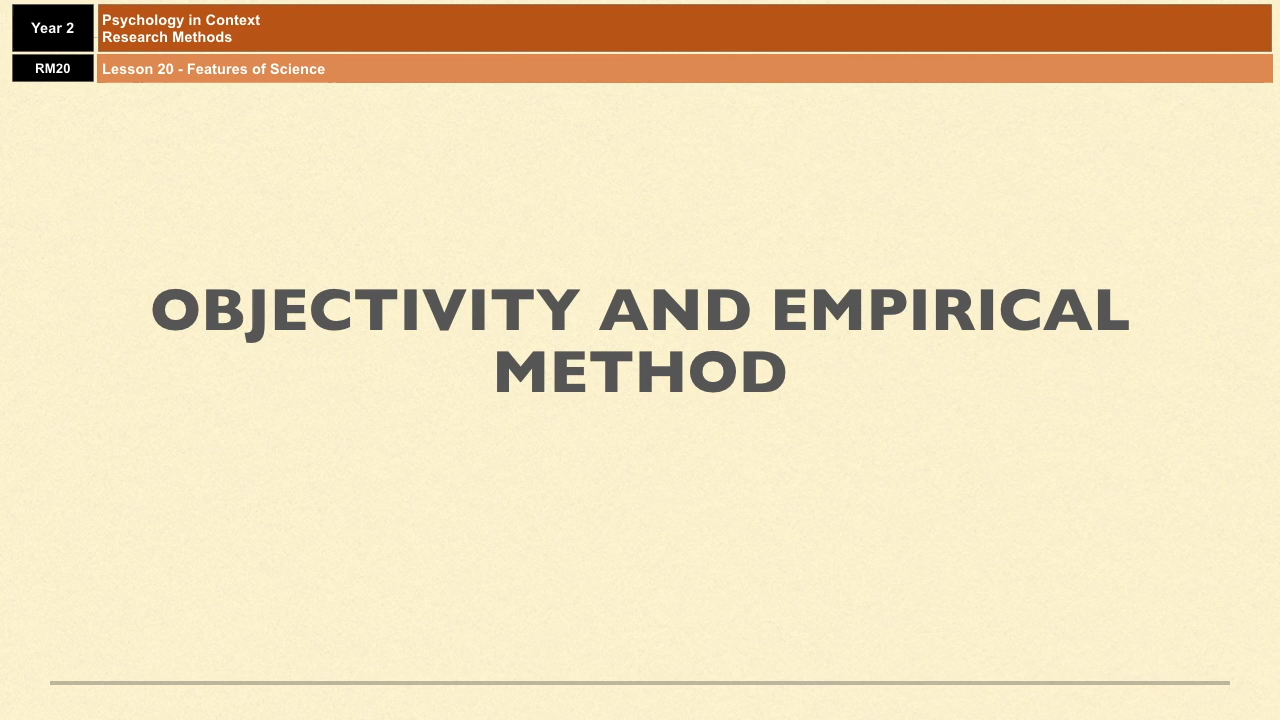 Year 2
Psychology in Context
Research Methods
RM20
Lesson 20 - Features of Science
OBJECTIVITY AND EMPIRICAL
METHOD